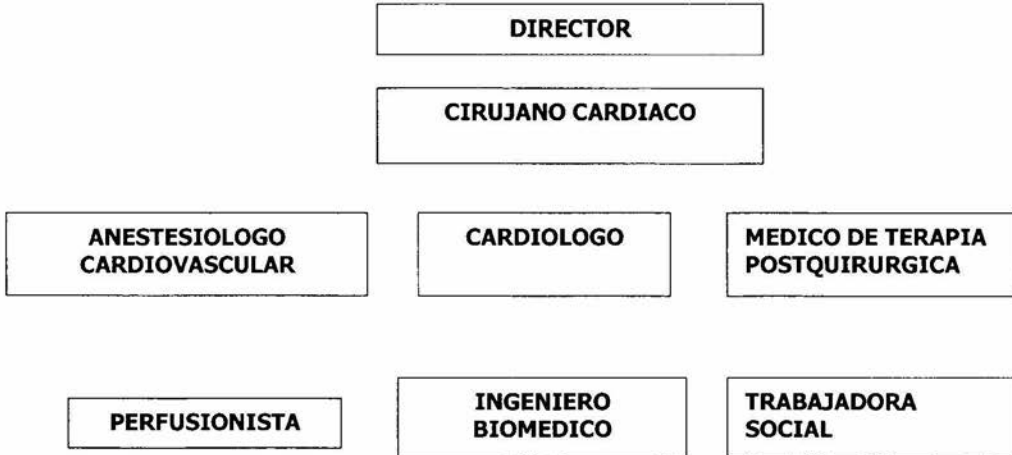 DIRECTOR
CIRUJANO CARDIACO
ANESTESIOLOGO
CARDIOVASCULAR
CARDIOLOGO
MEDICO DE TERAPIA
POSTQUIRURGICA
PERFUSIONISTA
INGENIERO
BIOMEDICO
TRABAJADORA
SOCIAL